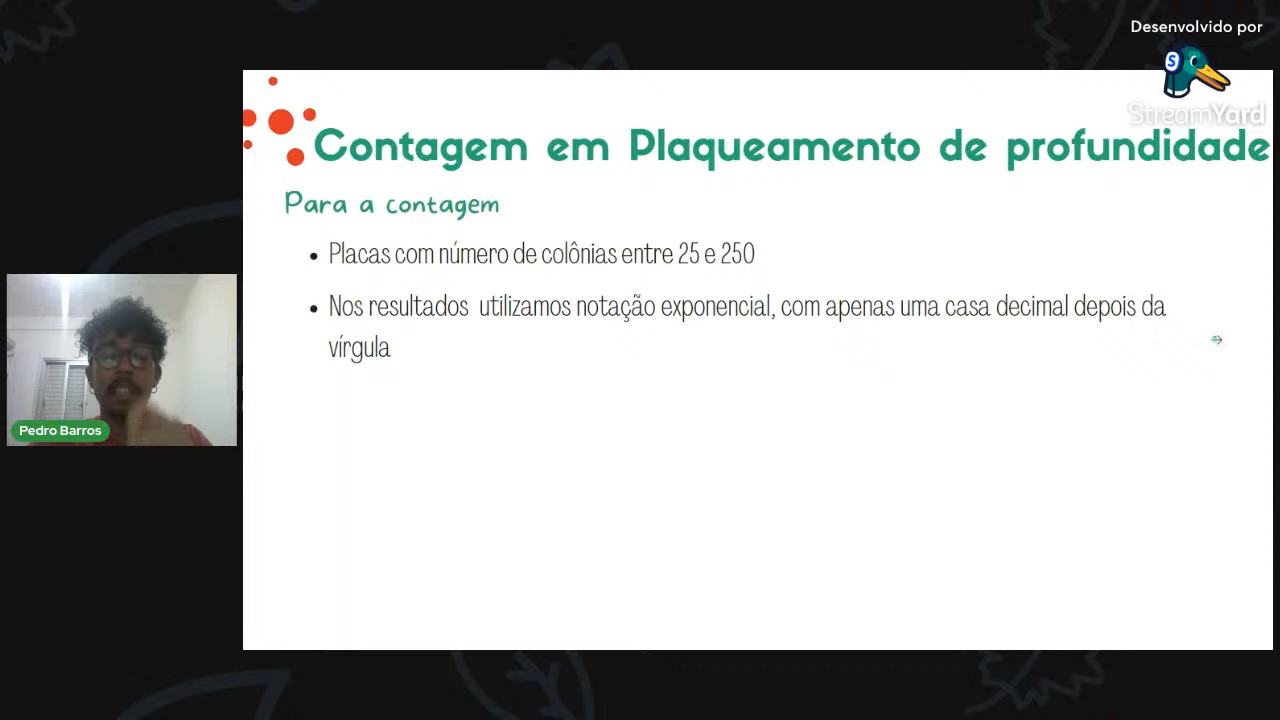 Desenvolvido por
S
StreamYard
Contagem em Plaqueamento de profundidade
Para a contagem
• Placas com número de colônias entre 25 e 250
• Nos resultados utilizamos notação exponencial, com apenas uma casa decimal depois da
vírgula
Pedro Barros